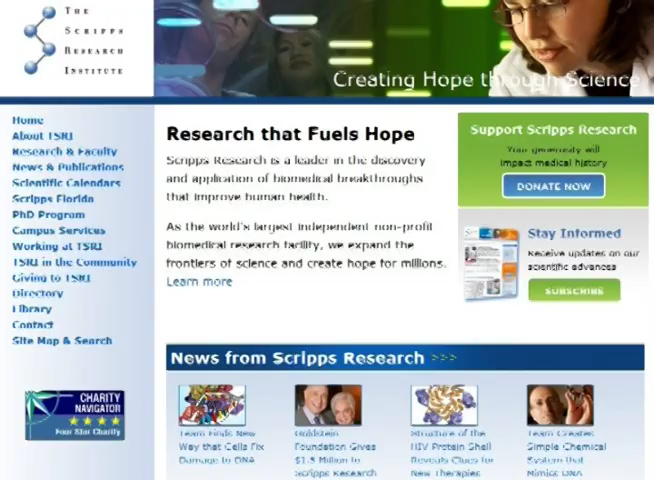 THE
SCRIPPS
RESEARCH
INSTITUTE
Creating Hope through Science
Home
About TSRI
Research & Faculty
News & Publications
Scientific Calendars
Scripps Florida
PhD Program
Campus Services
Working at TSRI
TSRI in the Community
Giving to TSRI
Directory
Library
Contact
Site Map & Search
CHARITY
NAVIGATOR
Four Star Charity
Research that Fuels Hope
Scripps Research is a leader in the discovery
and application of biomedical breakthroughs
that improve human health.
As the world's largest independent non-profit
biomedical research facility, we expand the
frontiers of science and create hope for millions.
Learn more
Support Scripps Research
Your generosity will
impact medical history
DONATE NOW
Stay Informed
Receive updates on our
scientific advances
SUBSCRIBE
News from Scripps Research >>>
Team Finds New
Way that Cells Fix
Damage to DNA
Goldstein
Foundation Gives
$1.5 Million to
Scripps Research
Structure of the
HIV Protein Shell
Reveals Clues for
New Therapies
Team Creates
Simple Chemical
System that
Mimics DNA